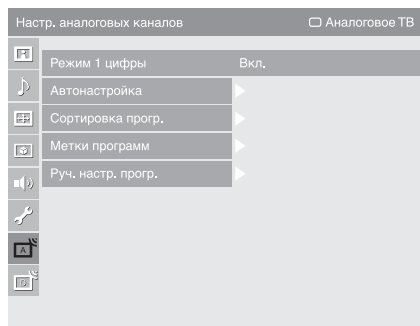 Настр. аналоговых каналов
Аналоговое ТВ
Режим 1 цифры Вкл.
Автонастройка
Сортировка прогр.
Метки программ
Руч. настр. прогр.
A
D